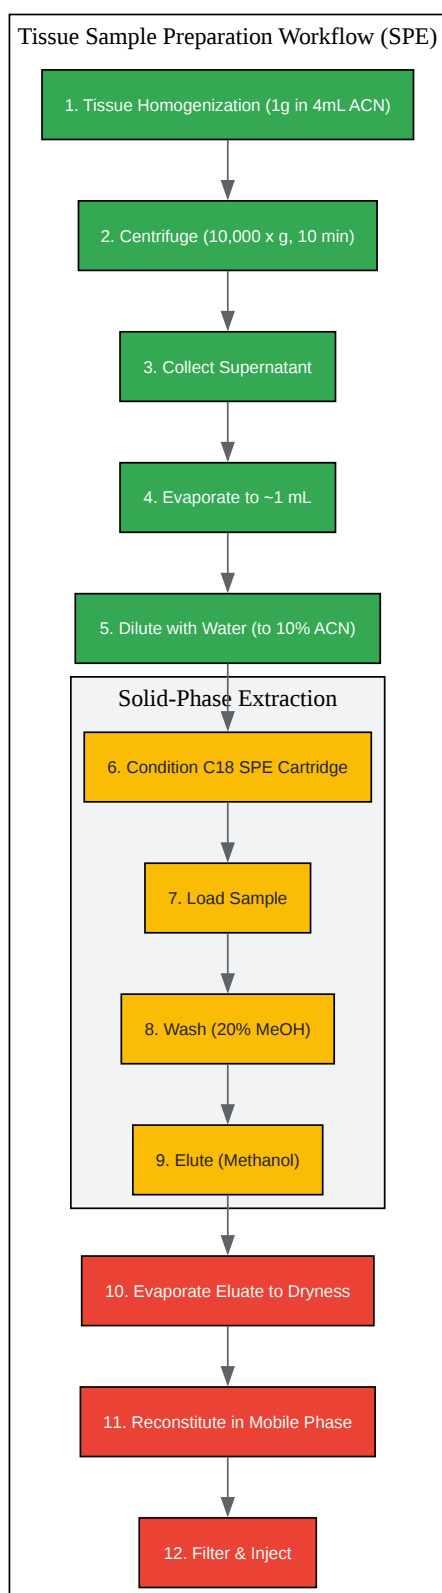 Tissue Sample Preparation Workflow (SPE)
1. Tissue Homogenization (1g in 4mL ACN)
2. Centrifuge (10,000 x g, 10 min)
3. Collect Supernatant
4. Evaporate to ~1 mL
5. Dilute with Water (to 10% ACN)
Solid-Phase Extraction
6. Condition C18 SPE Cartridge
7. Load Sample
8. Wash (20% MeOH)
9. Elute (Methanol)
10. Evaporate Eluate to Dryness
11. Reconstitute in Mobile Phase
12. Filter & Inject